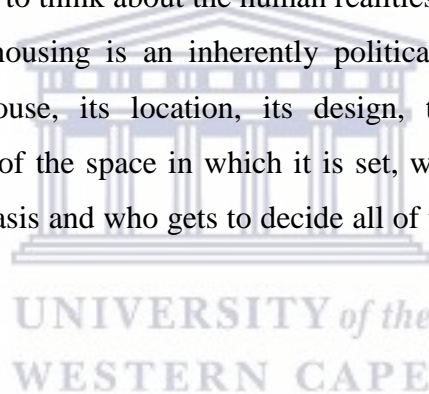 to think about the human realities
housing is an inherently politica
ouse, its location, its design, t
of the space in which it is set, w
asis and who gets to decide all of
UNIVERSITY of the
WESTERN CAPE